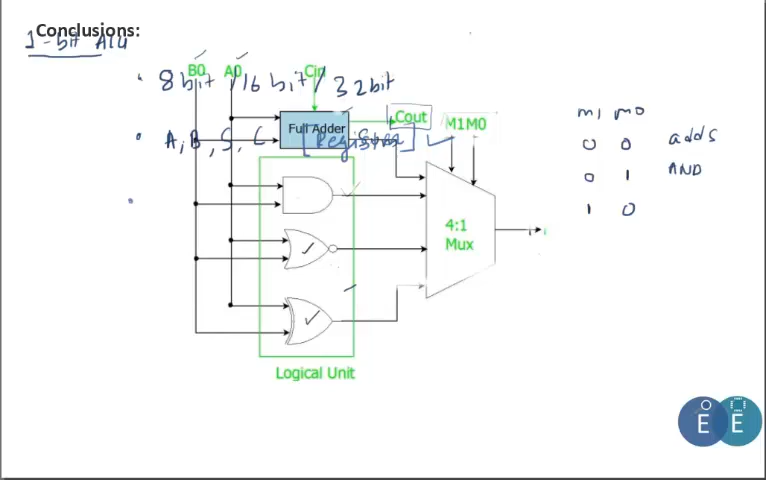 Conclusions:
1-bit Alu
B0 A0 Cin
8 bit / 16 bit / 32 bit
Cout
M1M0
Full Adder
A, B, S, C [Register]
m1 m0
0 0 adds
0 1 AND
1 0
4:1
Mux
Logical Unit
E E